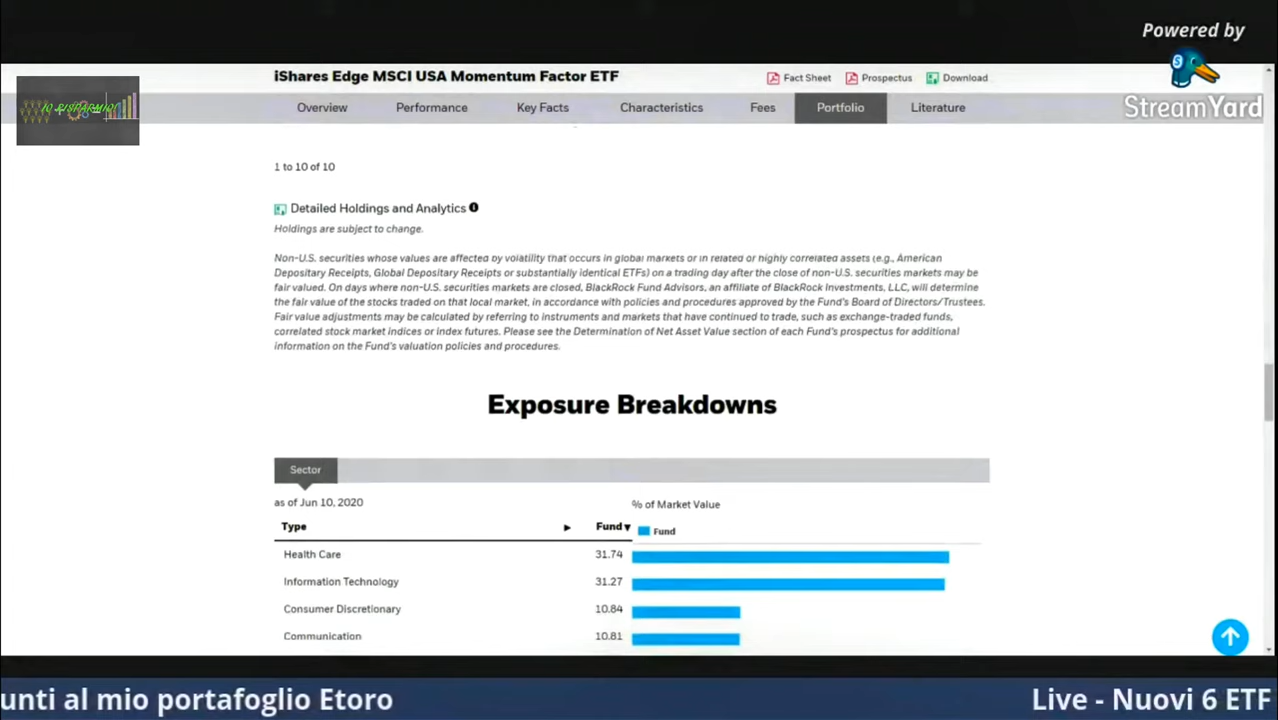 Powered by
StreamYard
iShares Edge MSCI USA Momentum Factor ETF
Fact Sheet Prospectus Download
Overview Performance Key Facts Characteristics Fees Portfolio Literature
1 to 10 of 10
Detailed Holdings and Analytics
Holdings are subject to change.
Non-U.S. securities whose values are affected by volatility that occurs in global markets or in related or highly correlated assets (e.g., American
Depositary Receipts, Global Depositary Receipts or substantially identical ETFs) on a trading day after the close of non-U.S. securities markets may be
fair valued. On days where non-U.S. securities markets are closed, BlackRock Fund Advisors, an affiliate of BlackRock Investments, LLC, will determine
the fair value of the stocks traded on that local market, in accordance with policies and procedures approved by the Fund's Board of Directors/Trustees.
Fair value adjustments may be calculated by referring to instruments and markets that have continued to trade, such as exchange-traded funds,
correlated stock market indices or index futures. Please see the Determination of Net Asset Value section of each Fund's prospectus for additional
information on the Fund's valuation policies and procedures.
Exposure Breakdowns
Sector
as of Jun 10, 2020
% of Market Value
Type Fund
Fund
Health Care 31.74
Information Technology 31.27
Consumer Discretionary 10.84
Communication 10.81
unti al mio portafoglio Etoro Live - Nuovi 6 ETF